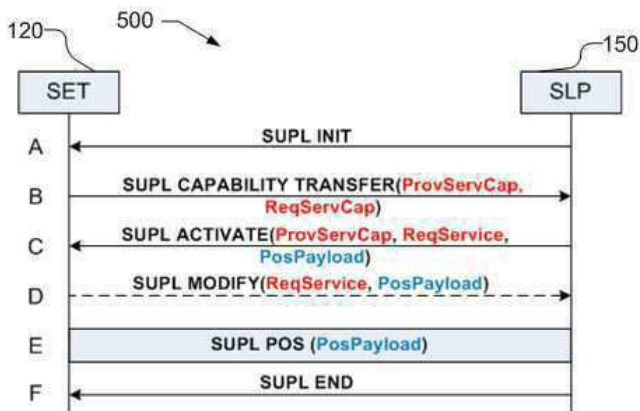 120
500
150
SET
SLP
A
SUPL INIT
B
SUPL CAPABILITY TRANSFER(ProvServCap,
ReqServCap)
C
SUPL ACTIVATE(ProvServCap, ReqService,
PosPayload)
D
SUPL MODIFY(ReqService, PosPayload)
E
SUPL POS (PosPayload)
F
SUPL END